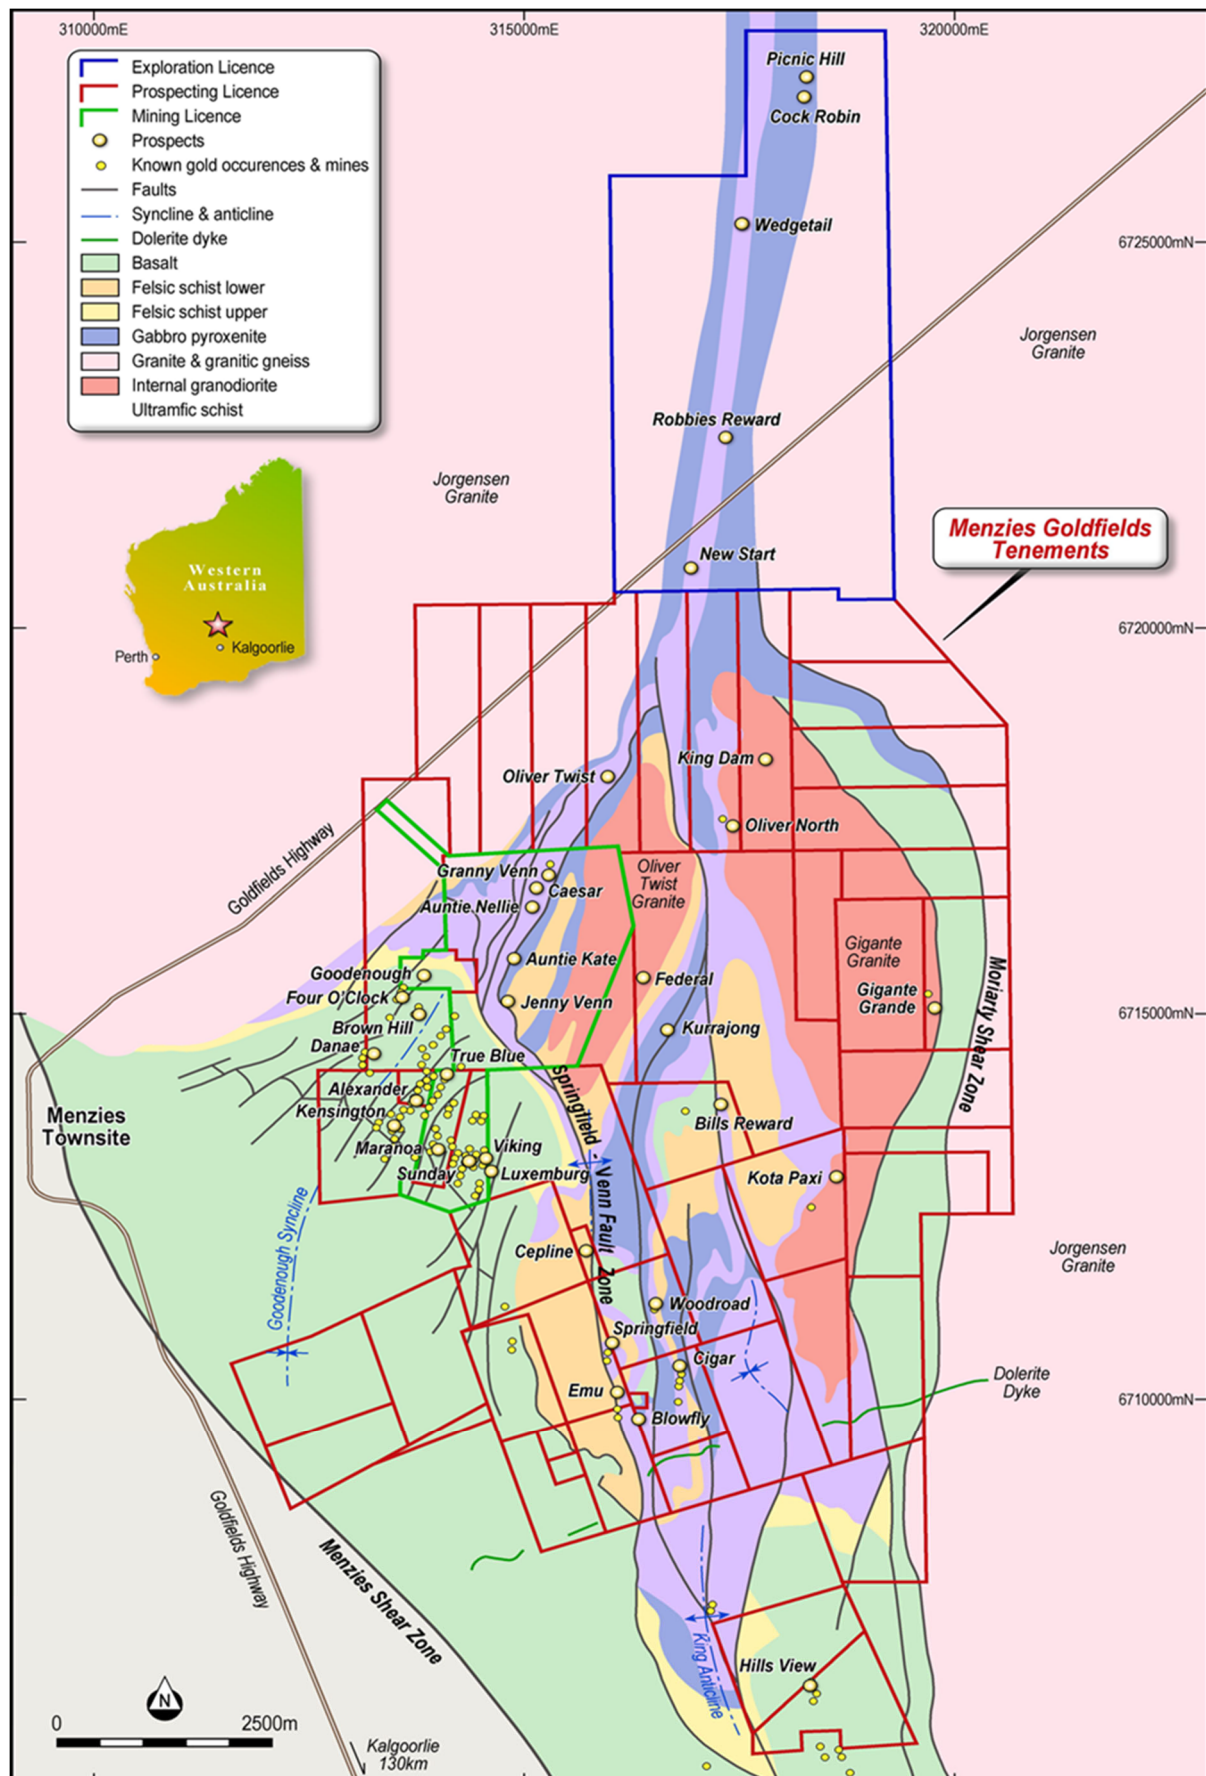 310000mE
315000mE
320000mE
Exploration Licence
Prospecting Licence
Mining Licence
Prospects
Known gold occurences & mines
Faults
Syncline & anticline
Dolerite dyke
Basalt
Felsic schist lower
Felsic schist upper
Gabbro pyroxenite
Granite & granitic gneiss
Internal granodiorite
Ultramfic schist
Picnic Hill
Cock Robin
Wedgetail
6725000mN
Jorgensen
Granite
Robbies Reward
Jorgensen
Granite
Western
Australia
Perth
Kalgoorlie
New Start
Menzies Goldfields
Tenements
6720000mN
King Dam
Oliver Twist
Oliver North
Goldfields Highway
Granny Venn
Caesar
Auntie Nellie
Oliver
Twist
Granite
Auntie Kate
Federal
Gigante
Granite
Goodenough
Four O'Clock
Jenny Venn
Gigante
Grande
Brown Hill
Kurrajong
6715000mN
Danae
True Blue
Moriarty Shear Zone
Alexander
Kensington
Springfield - Venn Fault Zone
Bills Reward
Menzies
Townsite
Maranoa
Viking
Sunday
Luxemburg
Kota Paxi
Goodenough Syncline
Cepline
Jorgensen
Granite
Woodroad
Springfield
Cigar
Emu
Blowfly
Dolerite
Dyke
6710000mN
Goldfields Highway
Menzies Shear Zone
King Anticline
Hills View
N
0
2500m
Kalgoorlie
130km